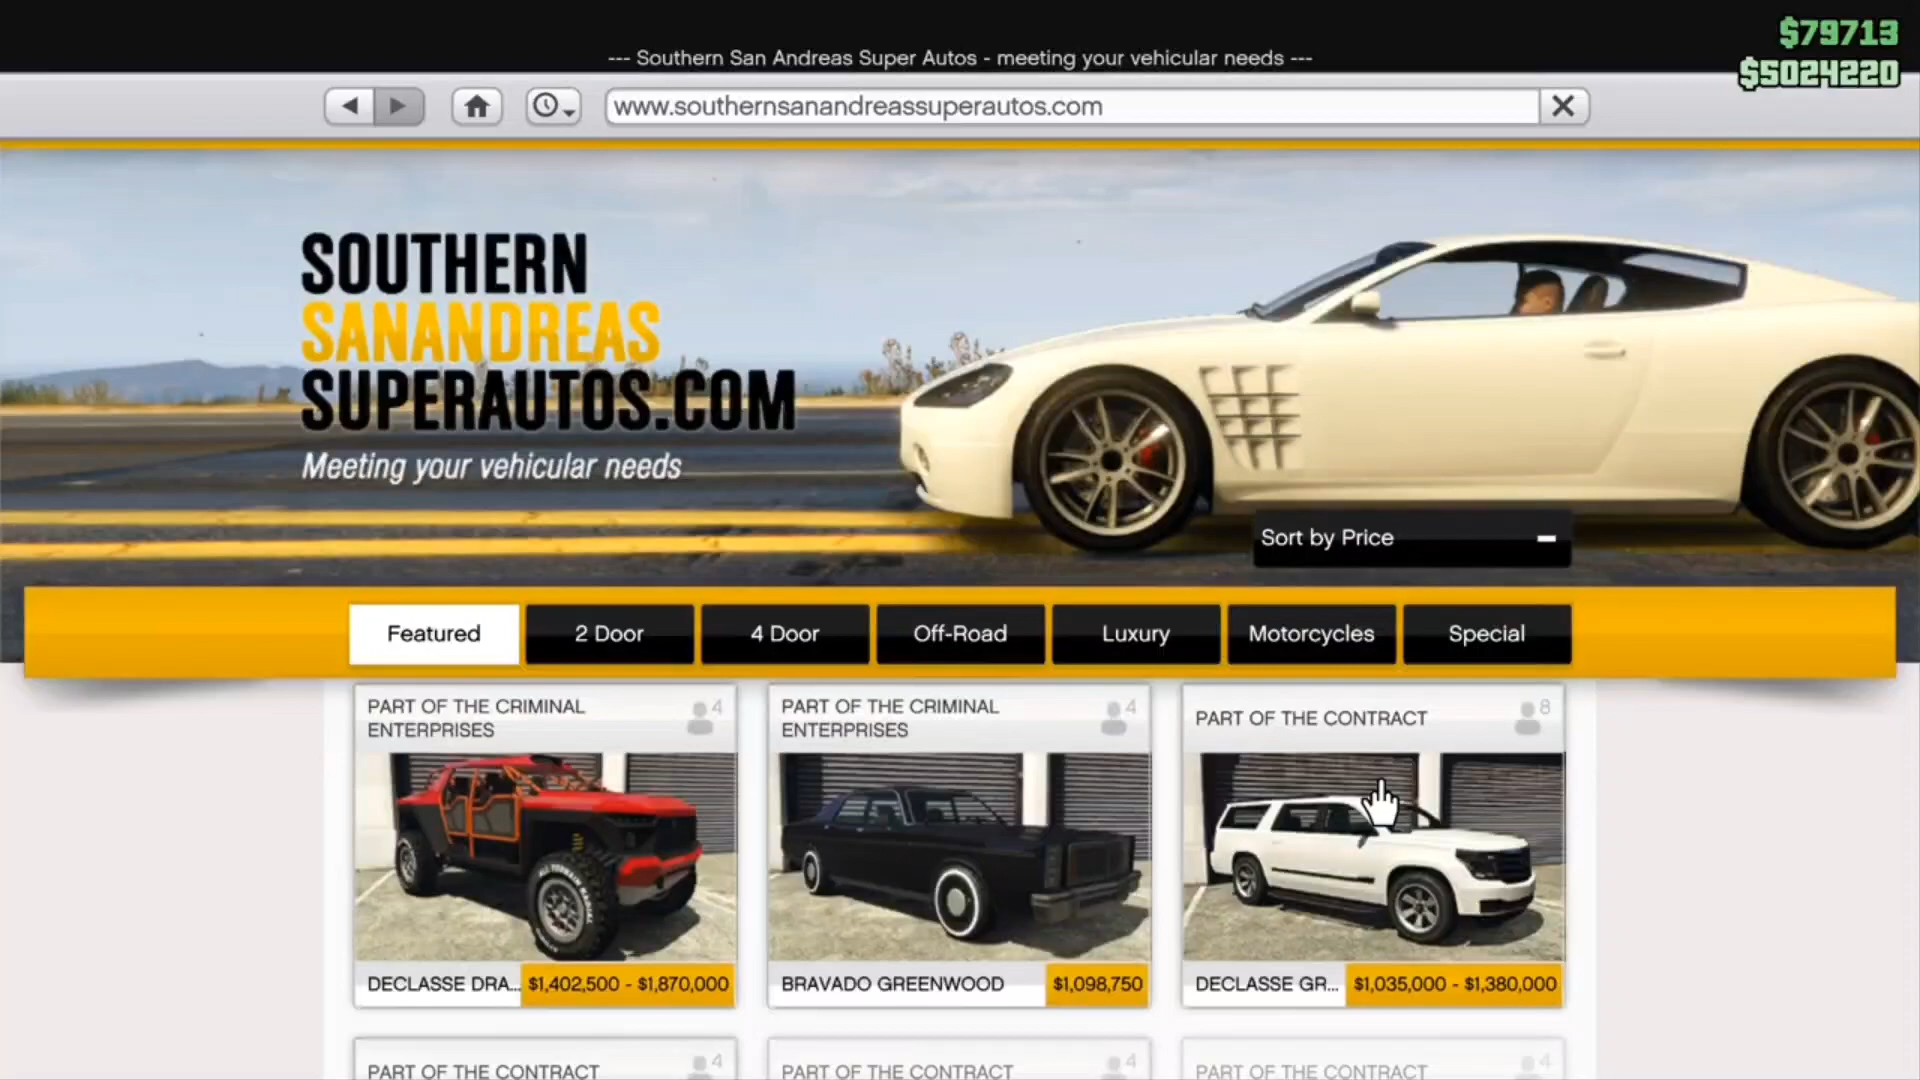 $79713
--- Southern San Andreas Super Autos - meeting your vehicular needs ---
$5024220
www.southernsanandreassuperautos.com
SOUTHERN
SANANDREAS
SUPERAUTOS.COM
Meeting your vehicular needs
Sort by Price
Featured
2 Door
4 Door
Off-Road
Luxury
Motorcycles
Special
PART OF THE CRIMINAL
ENTERPRISES
4
PART OF THE CRIMINAL
ENTERPRISES
4
PART OF THE CONTRACT
8
DECLASSE DRA...
$1,402,500 - $1,870,000
BRAVADO GREENWOOD
$1,098,750
DECLASSE GR...
$1,035,000 - $1,380,000
PART OF THE CONTRACT
4
PART OF THE CONTRACT
4
PART OF THE CONTRACT
4